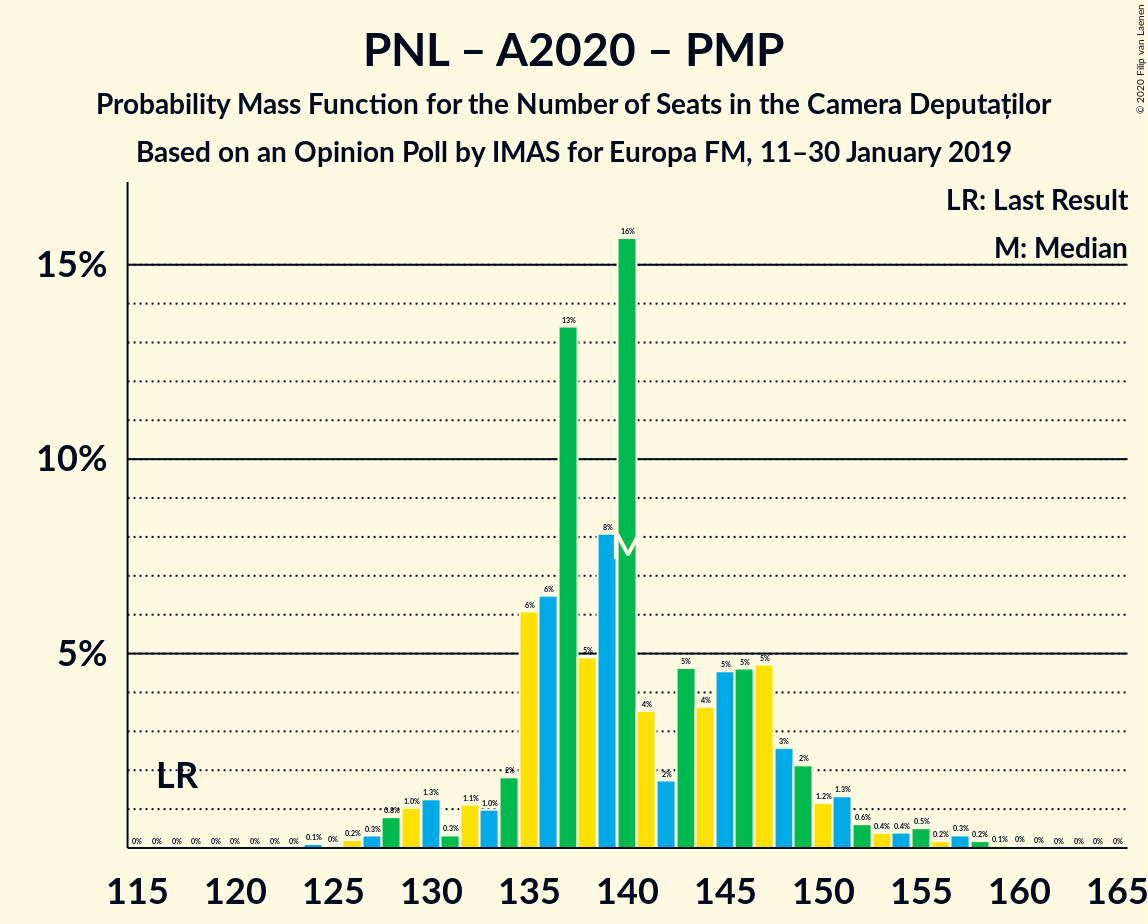 PNL – A2020 – PMP
Probability Mass Function for the Number of Seats in the Camera Deputaților
Based on an Opinion Poll by IMAS for Europa FM, 11–30 January 2019
© 2020 Filip van Laenen
LR: Last Result
M: Median
15%
10%
5%
LR
M
0% 0% 0% 0% 0% 0% 0% 0% 0% 0.1% 0% 0.2% 0.3% 0.8% 1.0% 1.3% 0.3% 1.1% 1.0% 2% 6% 6% 13% 5% 8% 16% 4% 2% 5% 4% 5% 5% 5% 3% 2% 1.2% 1.3% 0.6% 0.4% 0.4% 0.5% 0.2% 0.3% 0.2% 0.1% 0% 0% 0% 0% 0% 0%
115 120 125 130 135 140 145 150 155 160 165